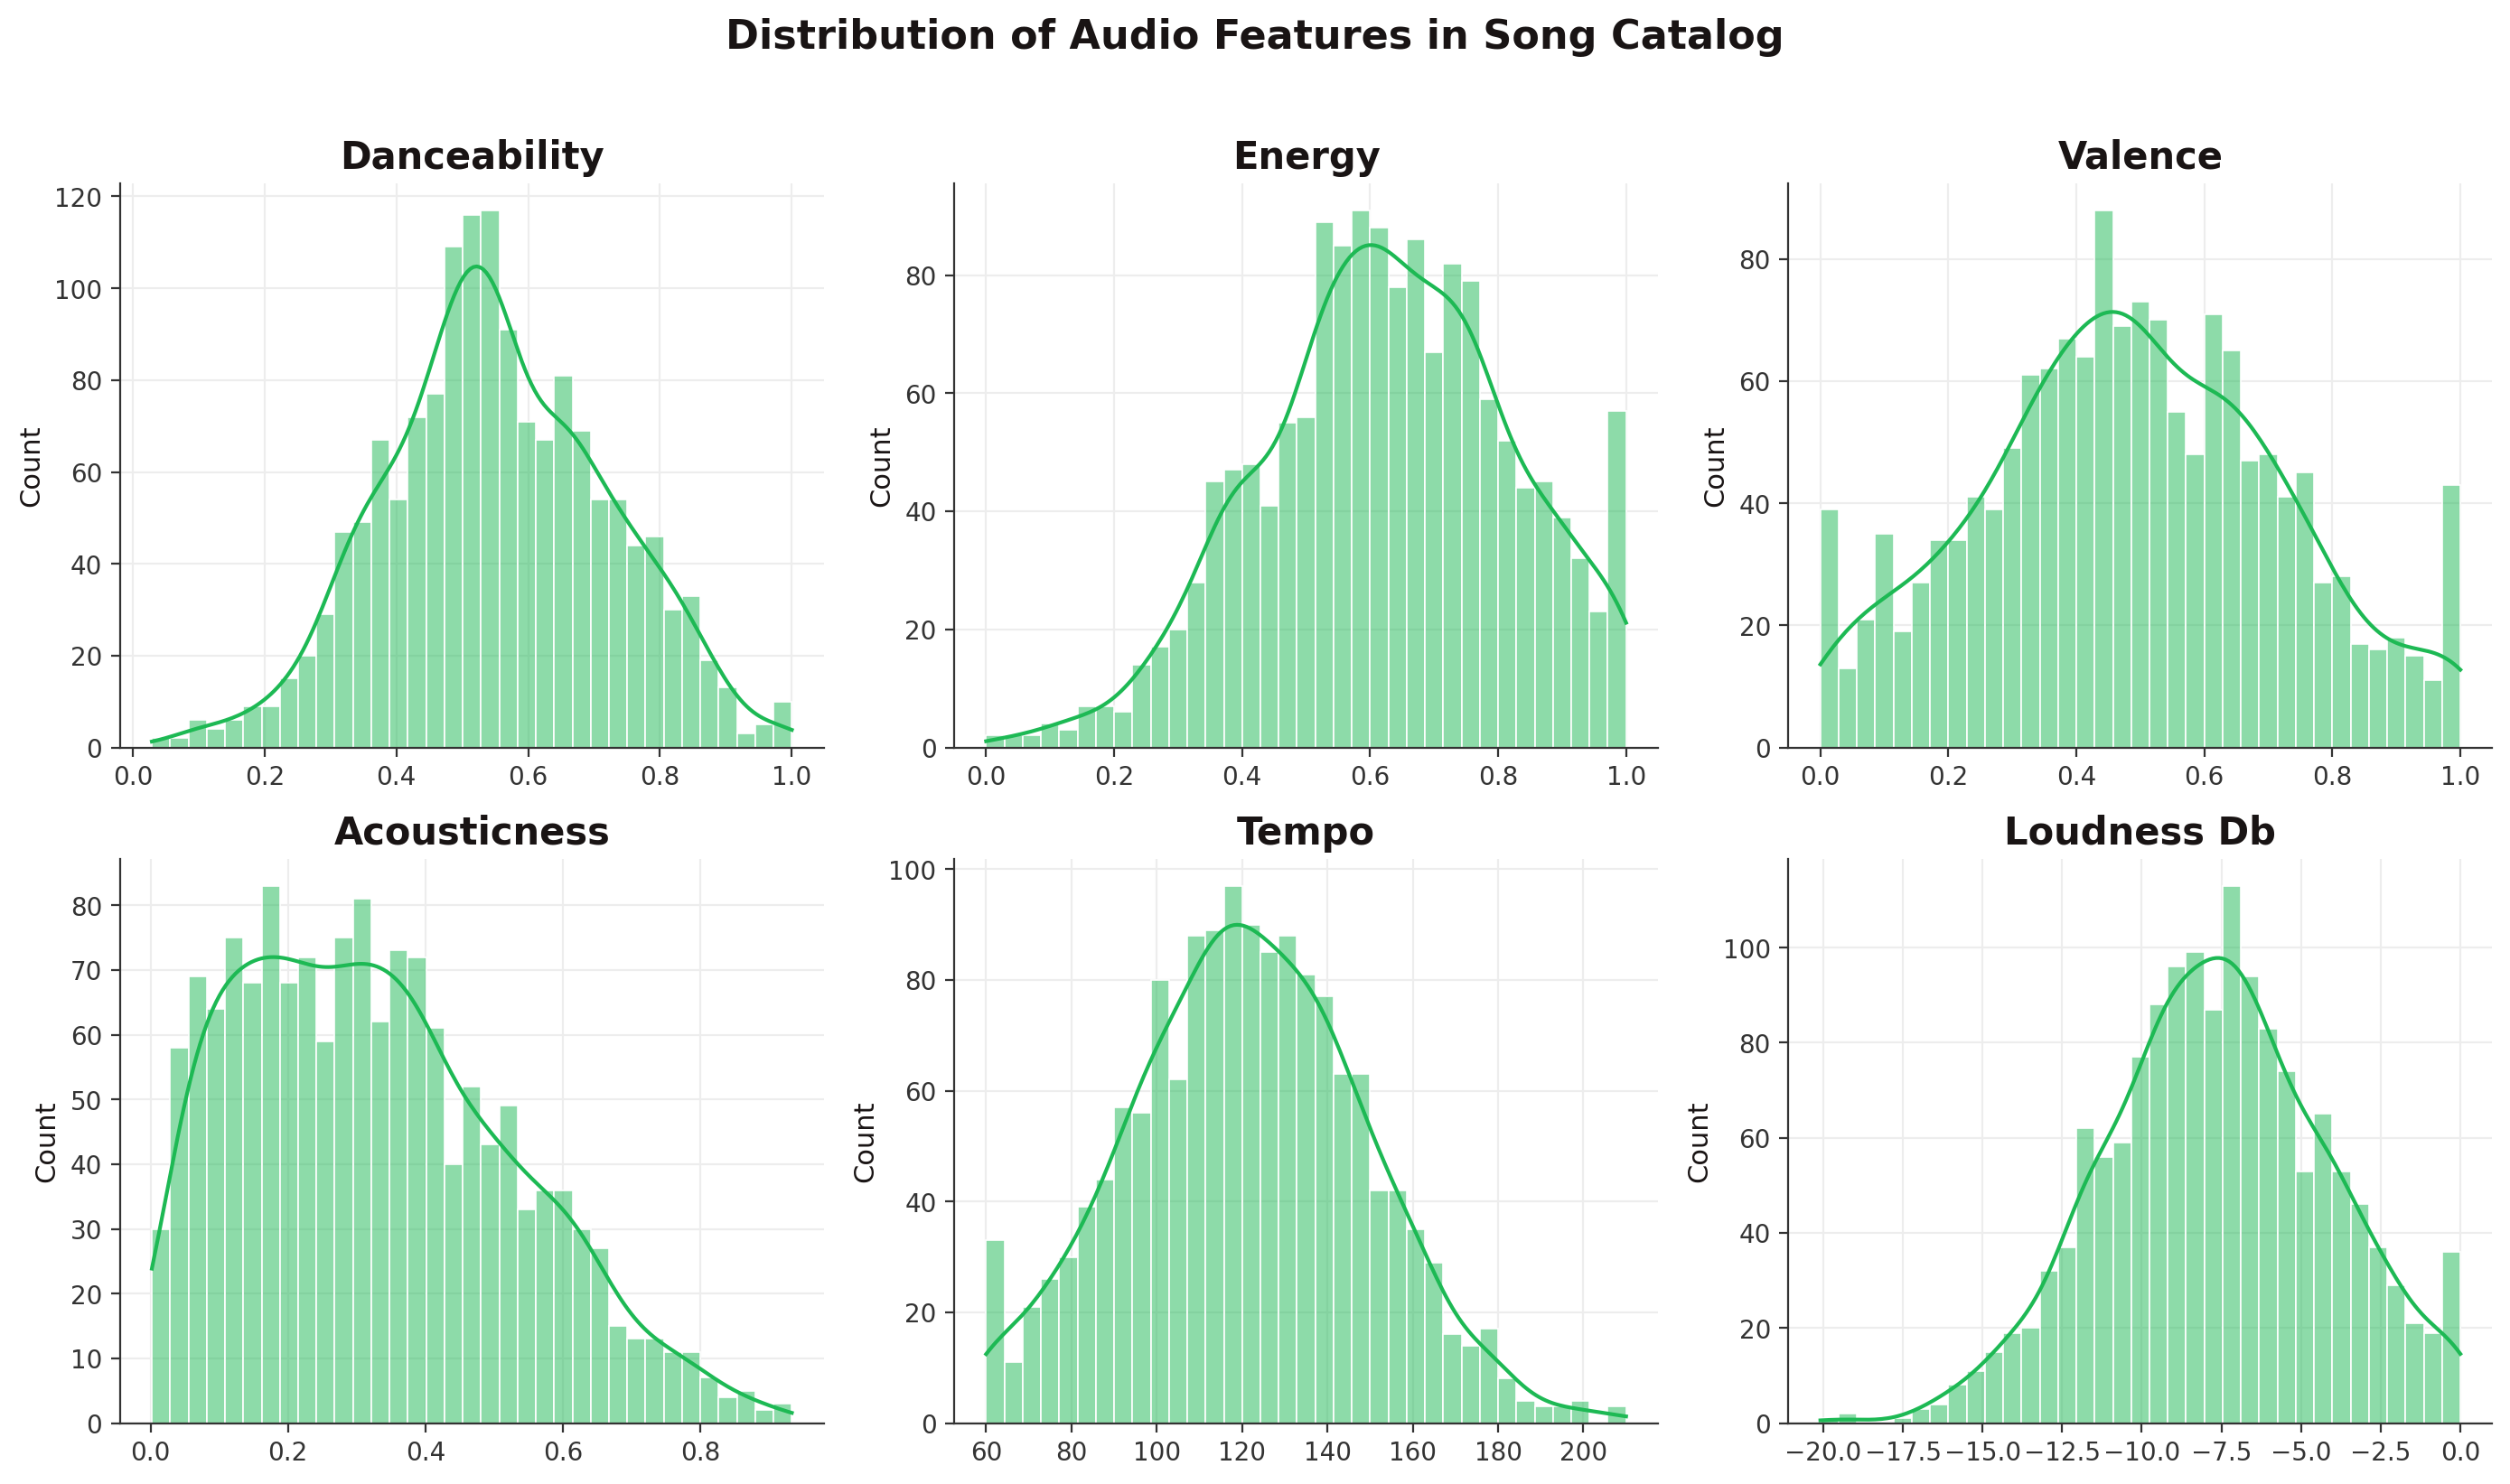 Distribution of Audio Features in Song Catalog
Danceability
Count
120
100
80
60
40
20
0
0.0 0.2 0.4 0.6 0.8 1.0
Energy
Count
80
60
40
20
0
0.0 0.2 0.4 0.6 0.8 1.0
Valence
Count
80
60
40
20
0
0.0 0.2 0.4 0.6 0.8 1.0
Acousticness
Count
80
70
60
50
40
30
20
10
0
0.0 0.2 0.4 0.6 0.8
Tempo
Count
100
80
60
40
20
0
60 80 100 120 140 160 180 200
Loudness Db
Count
100
80
60
40
20
0
−20.0 −17.5 −15.0 −12.5 −10.0 −7.5 −5.0 −2.5 0.0